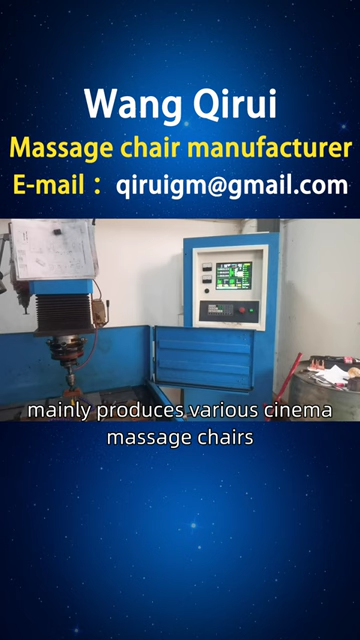 Wang Qirui
Massage chair manufacturer
E-mail： qiruigm@gmail.com
mainly produces various cinema
massage chairs